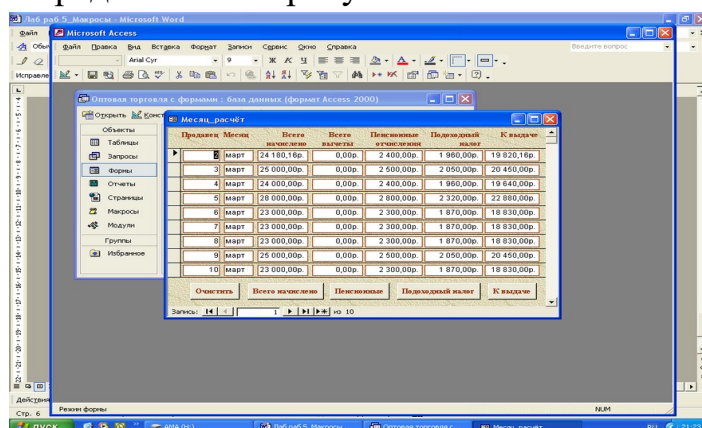 Лаб раб 5_Макросы - Microsoft Word
Файл
Microsoft Access
Файл Правка Вид Вставка Формат Записи Сервис Окно Справка
Введите вопрос
Обы
Arial Cyr 9 Ж К Ч
Исправле
Оптовая торговля с формами : база данных (формат Access 2000)
Открыть Конст
Объекты
Таблицы
Запросы
Формы
Отчеты
Страницы
Макросы
Модули
Группы
Избранное
Месяц_расчёт
Продавец Месяц Всего начислено Всего вычеты Пенсионные отчисления Подоходный налог К выдаче
2 март 24 180,16р. 0,00р. 2 400,00р. 1 960,00р. 19 820,16р.
3 март 25 000,00р. 0,00р. 2 500,00р. 2 050,00р. 20 450,00р.
4 март 24 000,00р. 0,00р. 2 400,00р. 1 960,00р. 19 640,00р.
5 март 28 000,00р. 0,00р. 2 800,00р. 2 320,00р. 22 880,00р.
6 март 23 000,00р. 0,00р. 2 300,00р. 1 870,00р. 18 830,00р.
7 март 23 000,00р. 0,00р. 2 300,00р. 1 870,00р. 18 830,00р.
8 март 23 000,00р. 0,00р. 2 300,00р. 1 870,00р. 18 830,00р.
9 март 25 000,00р. 0,00р. 2 500,00р. 2 050,00р. 20 450,00р.
10 март 23 000,00р. 0,00р. 2 300,00р. 1 870,00р. 18 830,00р.
Очистить Всего начислено Пенсионные Подоходный налог К выдаче
Запись: 1 из 10
Действия
Стр. 6
Режим формы NUM
пуск AMA (H:) Лаб раб 5_Макросы Оптовая торговля с Месяц_расчёт RU 21:23